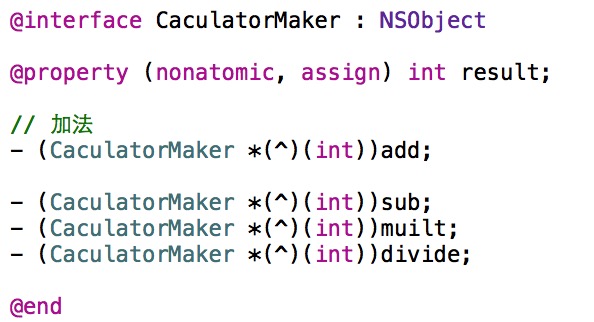 @interface CaculatorMaker : NSObject
@property (nonatomic, assign) int result;
// 加法
- (CaculatorMaker *(^)(int))add;
- (CaculatorMaker *(^)(int))sub;
- (CaculatorMaker *(^)(int))muilt;
- (CaculatorMaker *(^)(int))divide;
@end